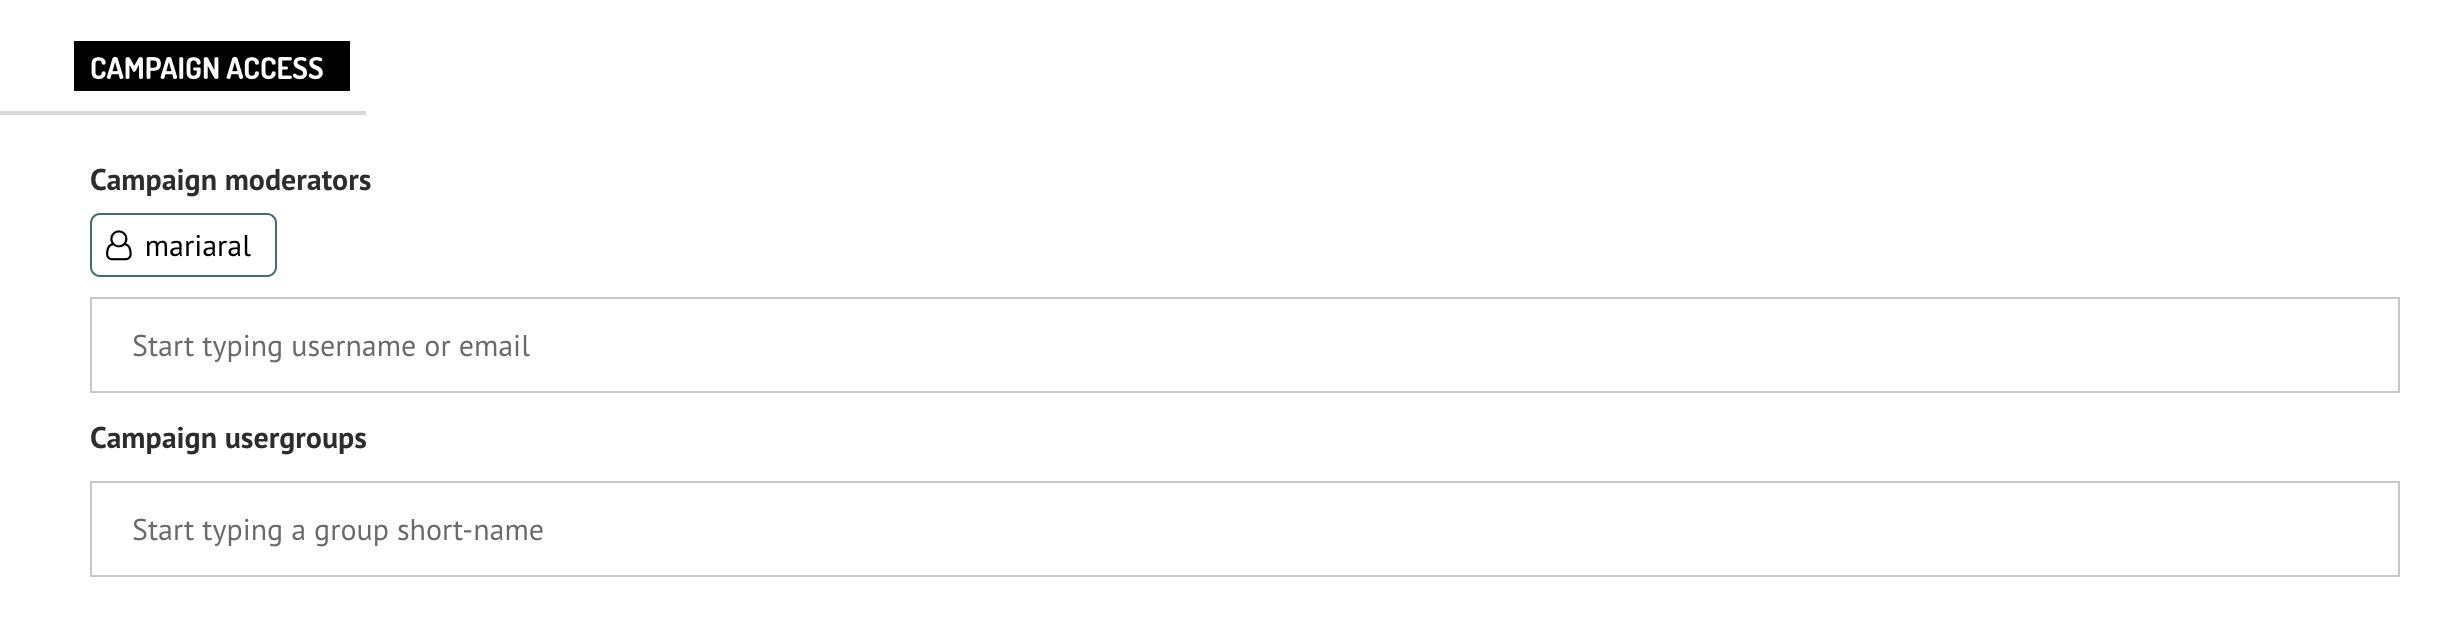 CAMPAIGN ACCESS
Campaign moderators
mariaral
Start typing username or email
Campaign usergroups
Start typing a group short-name